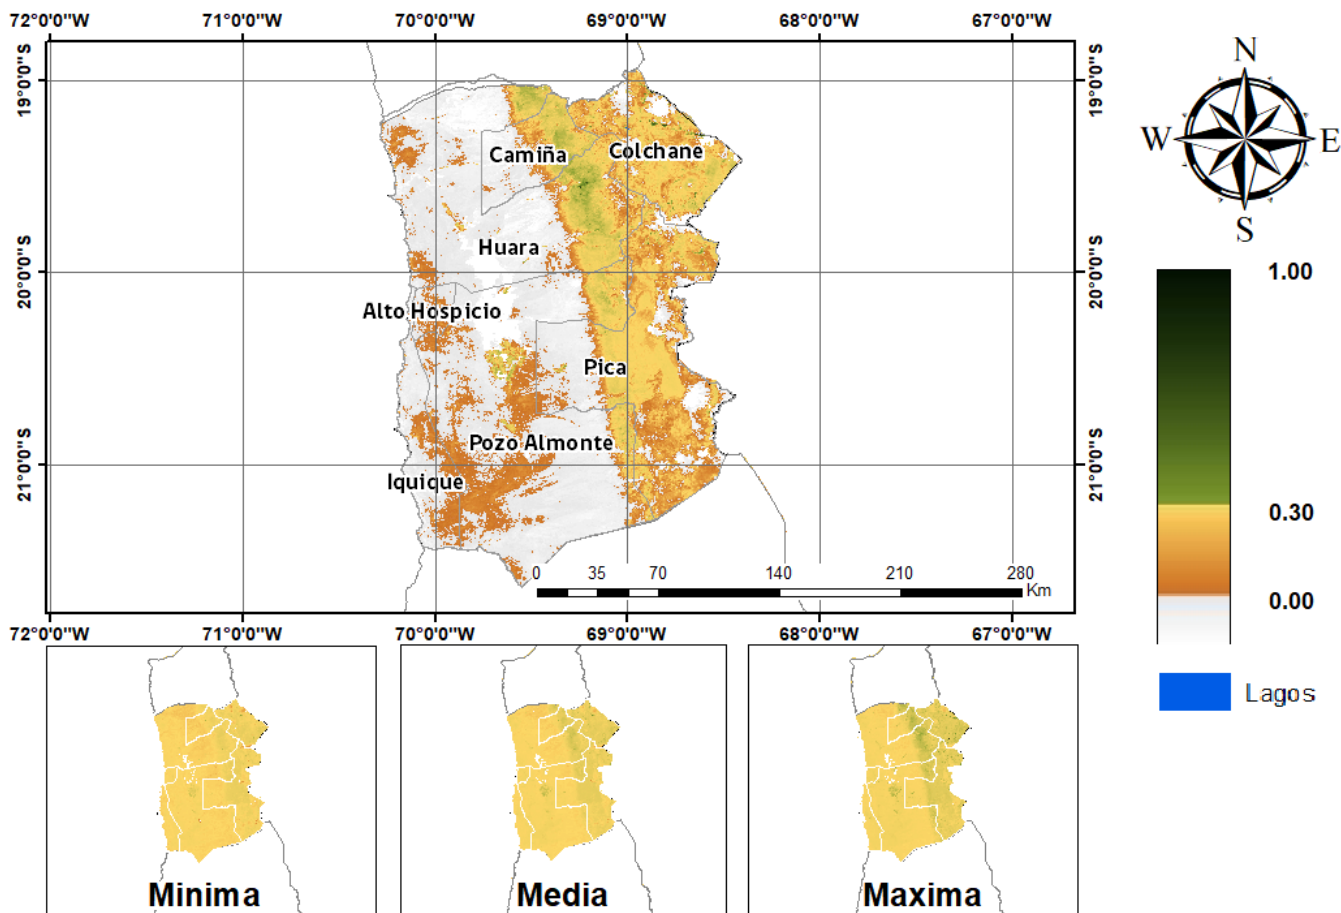 72°0'0"W 71°0'0"W 70°0'0"W 69°0'0"W 68°0'0"W 67°0'0"W
19°0'0"S
20°0'0"S
21°0'0"S
Camiña
Colchane
Huara
Alto Hospicio
Pica
Pozo Almonte
Iquique
0 35 70 140 210 280
Km
19°0'0"S
20°0'0"S
21°0'0"S
72°0'0"W 71°0'0"W 70°0'0"W 69°0'0"W 68°0'0"W 67°0'0"W
N
W E
S
1.00
0.30
0.00
Lagos
Minima
Media
Maxima